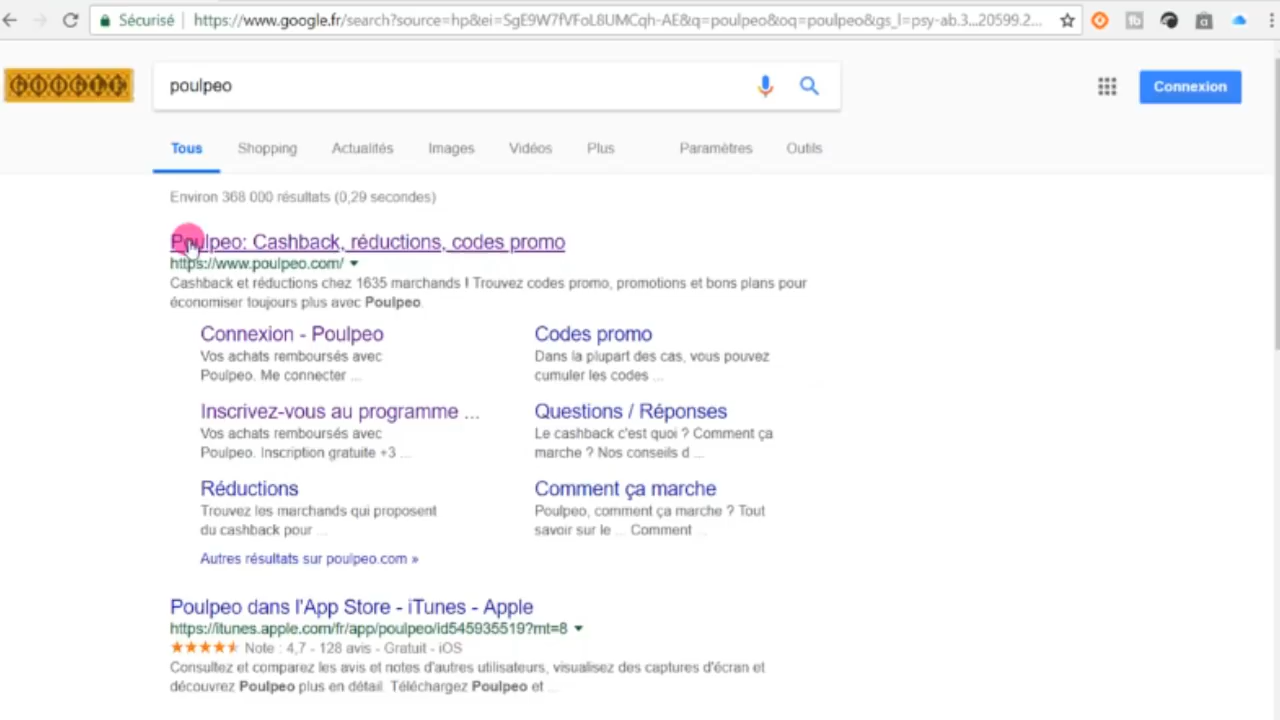 Sécurisé
https://www.google.fr/search?source=hp&ei=SgE9W7fVFoL8UMCqh-AE&q=poulpeo&oq=poulpeo&gs_l=psy-ab.3...20599.2...
poulpeo
Connexion
Tous Shopping Actualités Images Vidéos Plus Paramètres Outils
Environ 368 000 résultats (0,29 secondes)
Poulpeo: Cashback, réductions, codes promo
https://www.poulpeo.com/
Cashback et réductions chez 1635 marchands ! Trouvez codes promo, promotions et bons plans pour
économiser toujours plus avec Poulpeo.
Connexion - Poulpeo
Vos achats remboursés avec
Poulpeo. Me connecter ...
Codes promo
Dans la plupart des cas, vous pouvez
cumuler les codes ...
Inscrivez-vous au programme ...
Vos achats remboursés avec
Poulpeo. Inscription gratuite +3 ...
Questions / Réponses
Le cashback c'est quoi ? Comment ça
marche ? Nos conseils d ...
Réductions
Trouvez les marchands qui proposent
du cashback pour ...
Comment ça marche
Poulpeo, comment ça marche ? Tout
savoir sur le ... Comment ...
Autres résultats sur poulpeo.com »
Poulpeo dans l'App Store - iTunes - Apple
https://itunes.apple.com/fr/app/poulpeo/id545935519?mt=8
Note : 4,7 - 128 avis - Gratuit - iOS
Consultez et comparez les avis et notes d'autres utilisateurs, visualisez des captures d'écran et
découvrez Poulpeo plus en détail. Téléchargez Poulpeo et ...